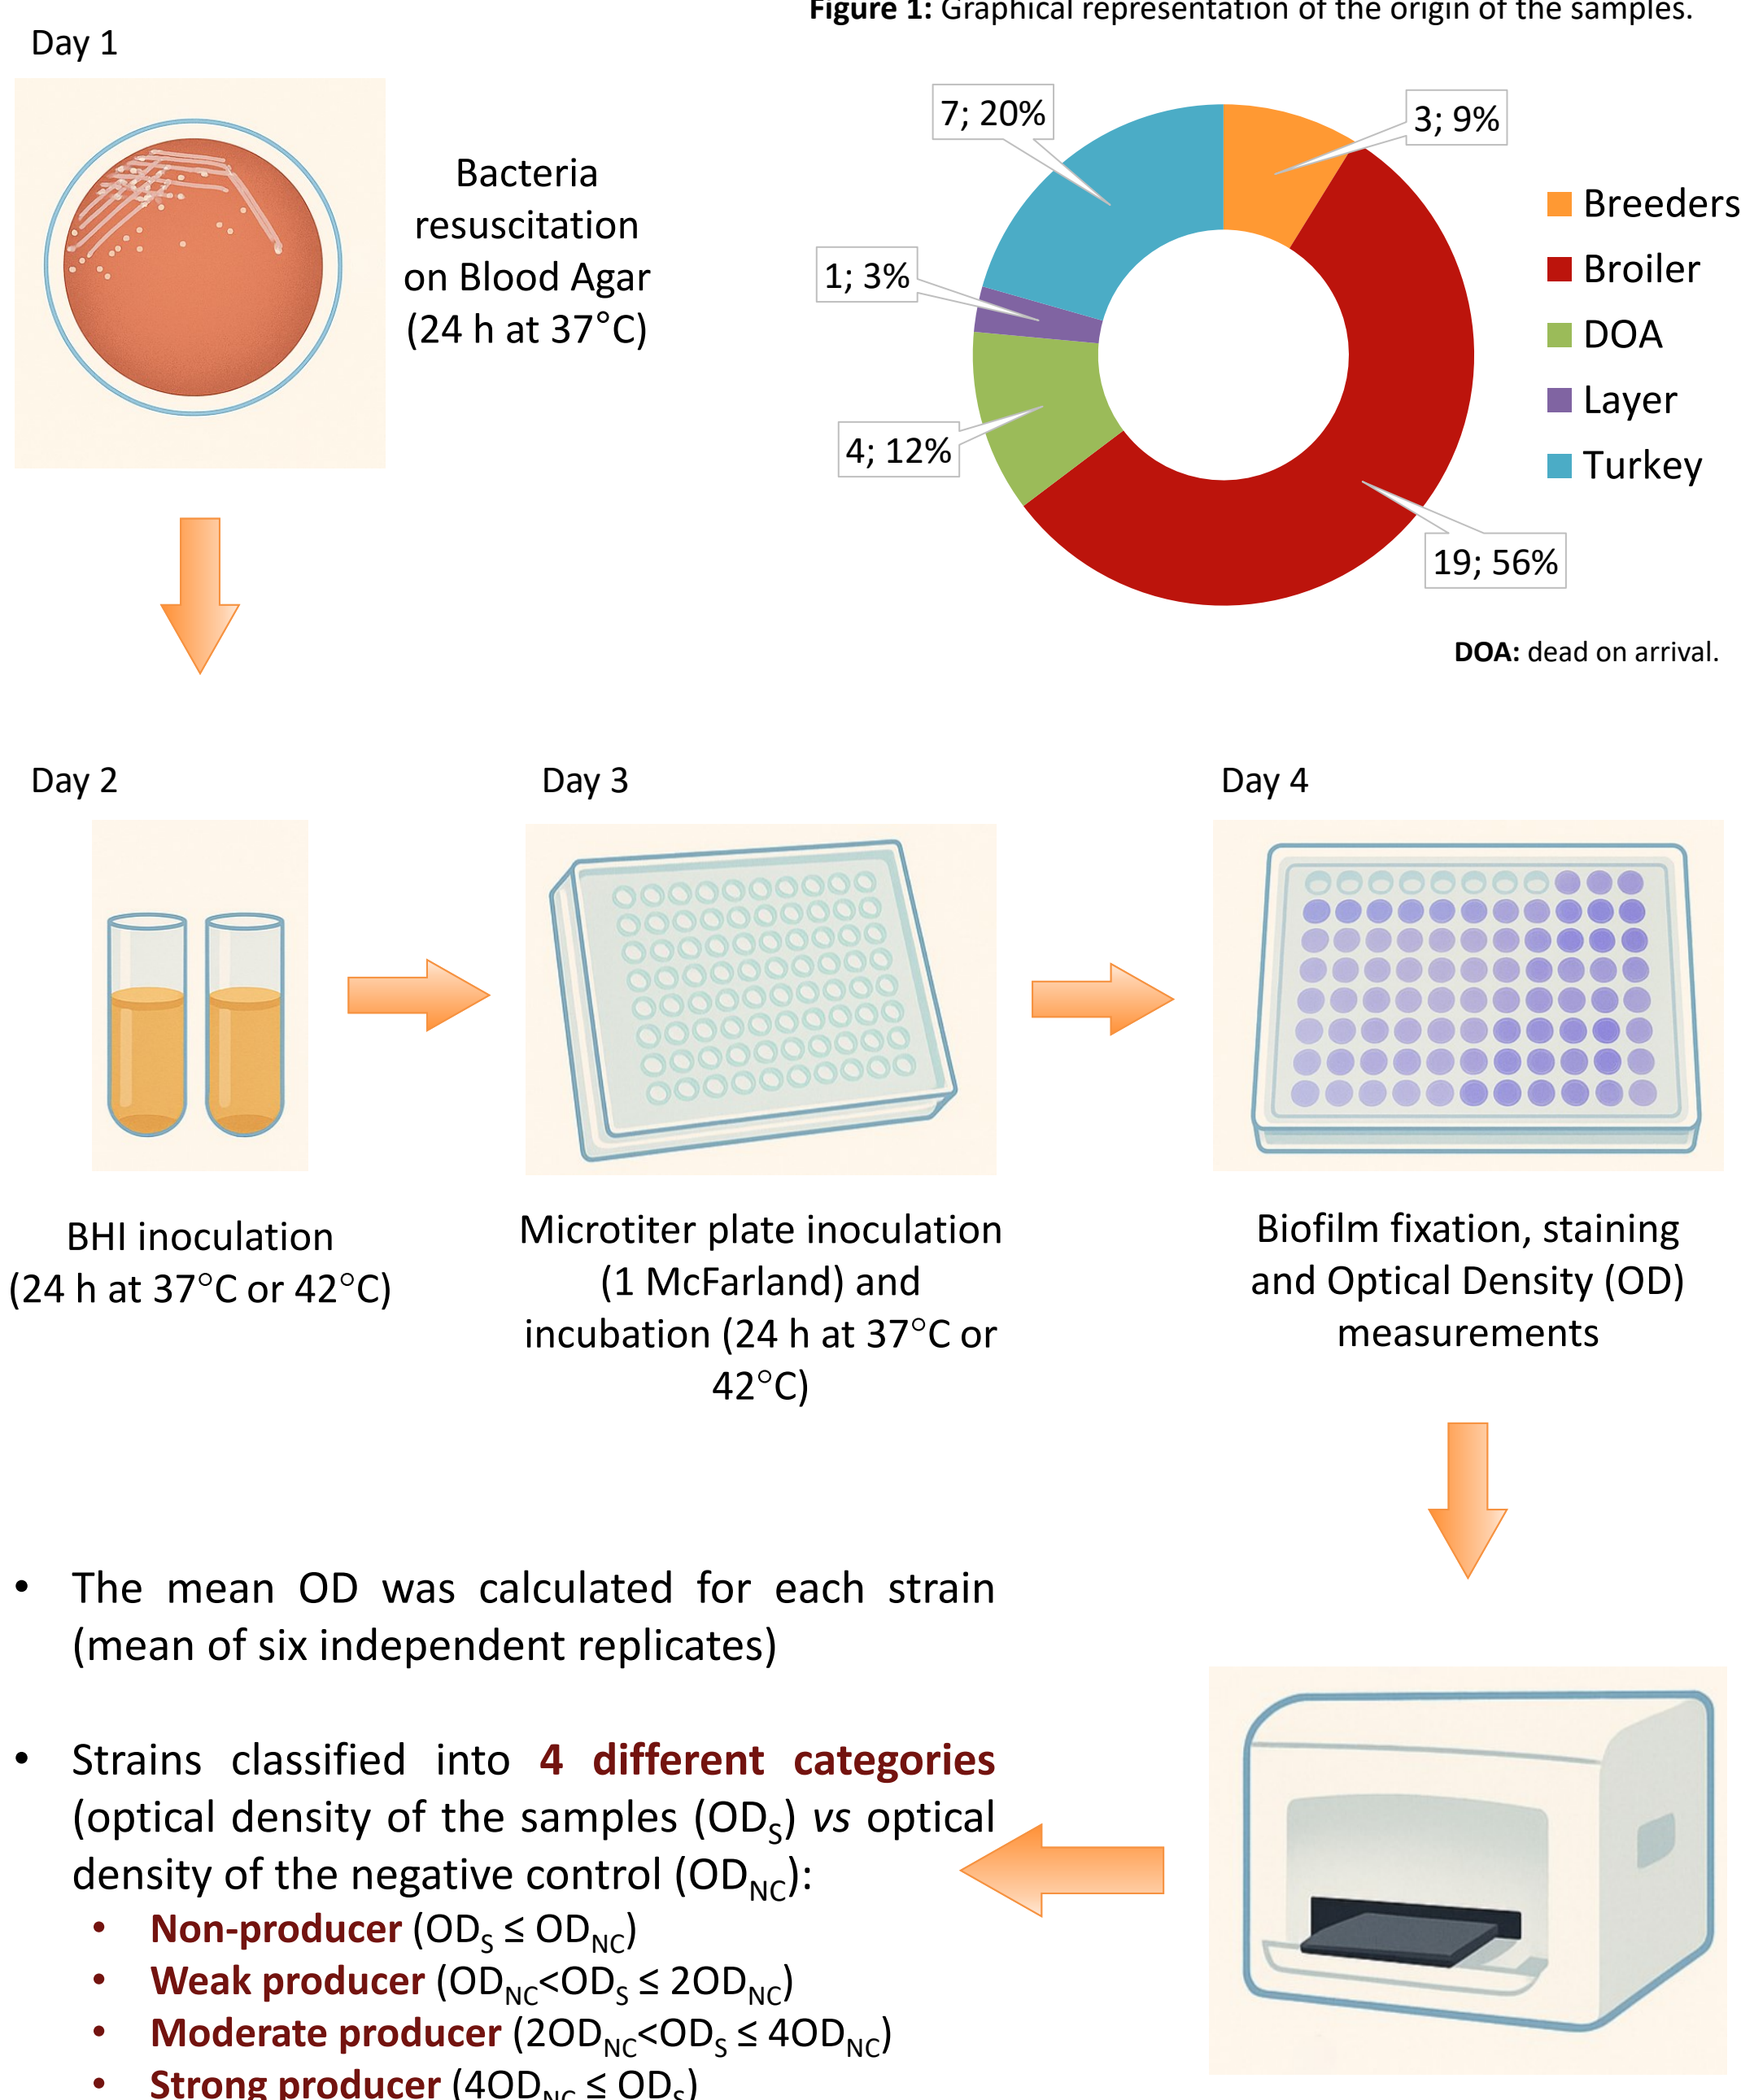 Figure 1: Graphical representation of the origin of the samples.
Day 1
Bacteria
resuscitation
on Blood Agar
(24 h at 37°C)
7; 20%
3; 9%
1; 3%
4; 12%
19; 56%
Breeders
Broiler
DOA
Layer
Turkey
DOA: dead on arrival.
Day 2
Day 3
Day 4
BHI inoculation
(24 h at 37°C or 42°C)
Microtiter plate inoculation
(1 McFarland) and
incubation (24 h at 37°C or
42°C)
Biofilm fixation, staining
and Optical Density (OD)
measurements
• The mean OD was calculated for each strain
(mean of six independent replicates)
• Strains classified into 4 different categories
(optical density of the samples (ODS) vs optical
density of the negative control (ODNC):
• Non-producer (ODS ≤ ODNC)
• Weak producer (ODNC<ODS ≤ 2ODNC)
• Moderate producer (2ODNC<ODS ≤ 4ODNC)
• Strong producer (4ODNC ≤ ODS)